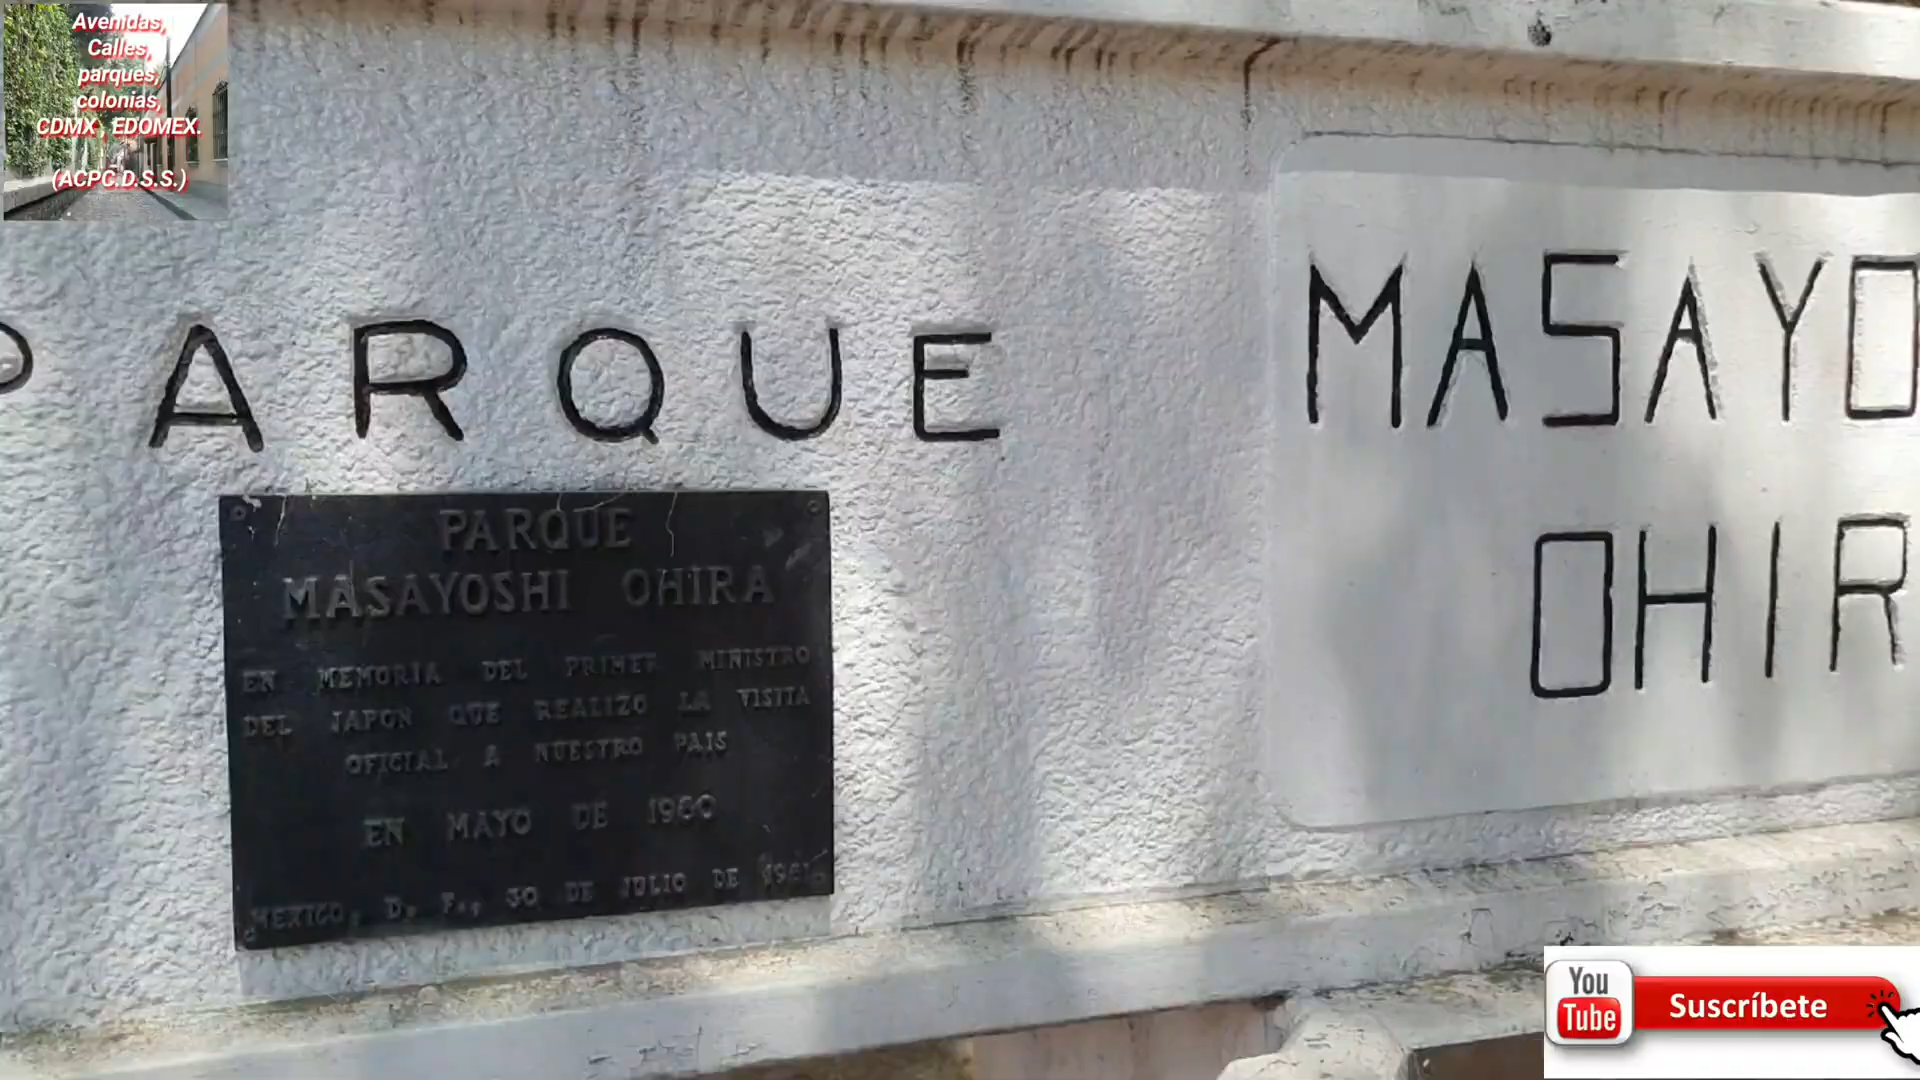 Avenidas,
Calles,
parques,
colonias,
CDMX, EDOMEX.
(ACPC.D.S.S.)
PARQUE
MASAYO
OHIR
PARQUE
MASAYOSHI OHIRA
EN MEMORIA DEL PRIMER MINISTRO
DEL JAPON QUE REALIZO LA VISITA
OFICIAL A NUESTRO PAIS
EN MAYO DE 1980
MEXICO, D. F., 30 DE JULIO DE 1981.
You
Tube
Suscríbete